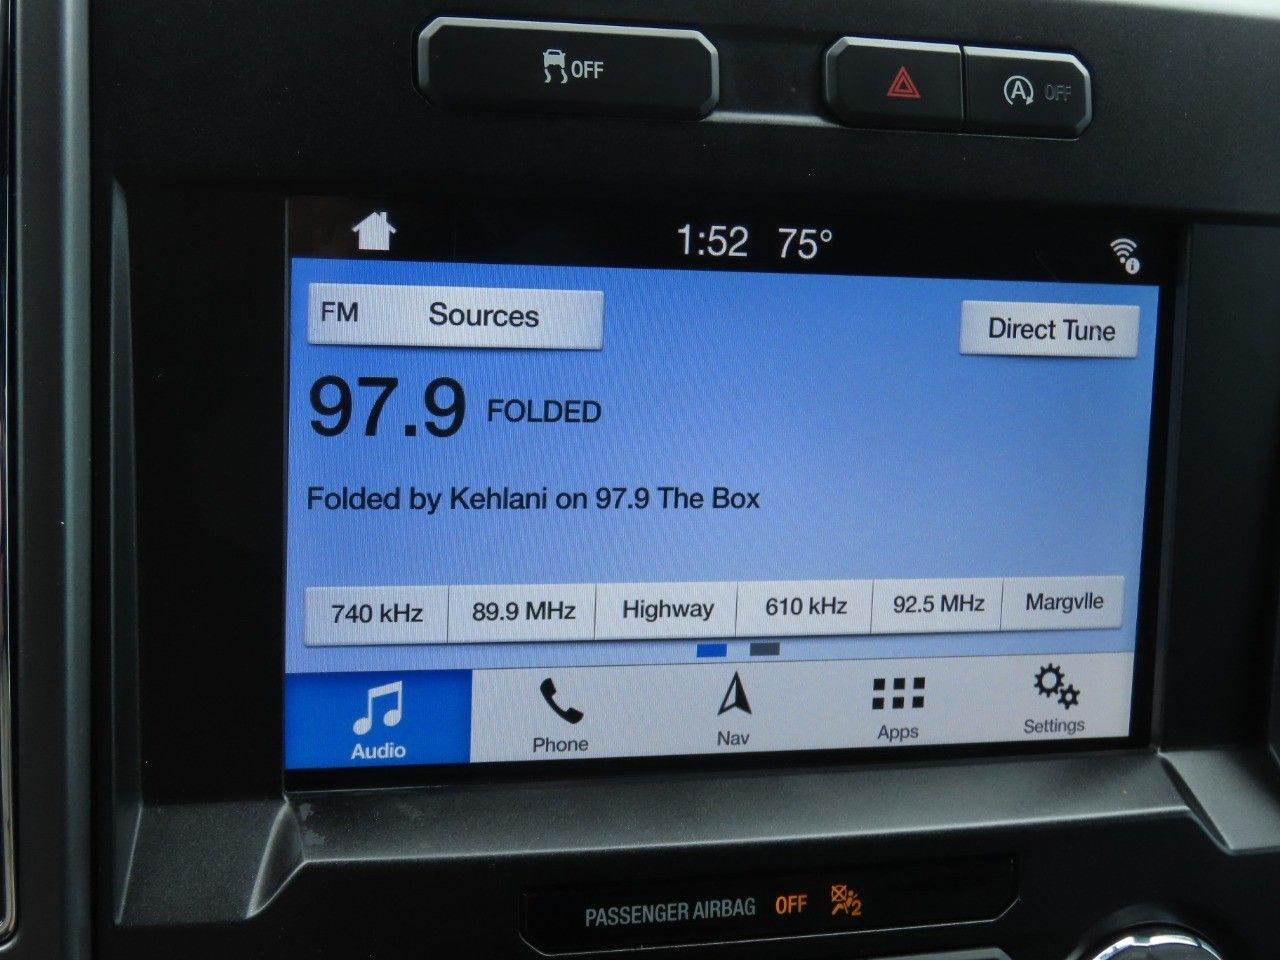 OFF
A OFF
1:52 75°
FM Sources
Direct Tune
97.9 FOLDED
Folded by Kehlani on 97.9 The Box
740 kHz 89.9 MHz Highway 610 kHz 92.5 MHz Margvlle
Audio Phone Nav Apps Settings
PASSENGER AIRBAG OFF 2